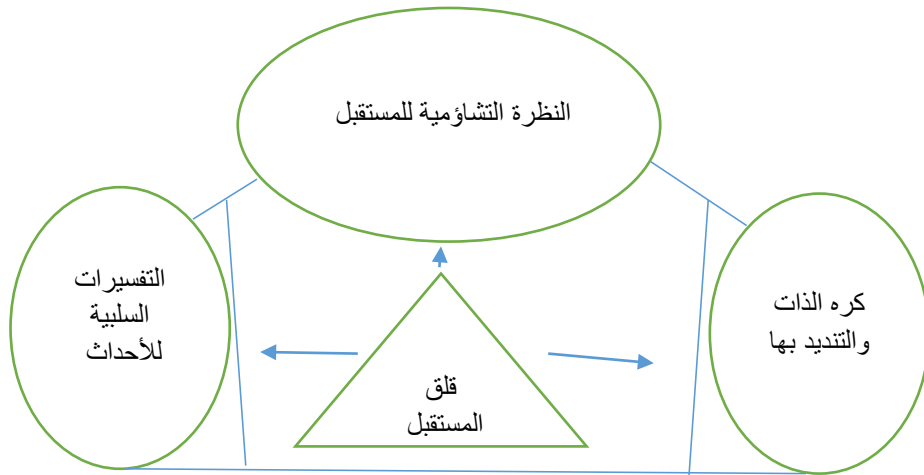 النظرة التشاؤمية للمستقبل
كره الذات
والتنديد بها
التفسيرات
السلبية
للأحداث
قلق
المستقبل